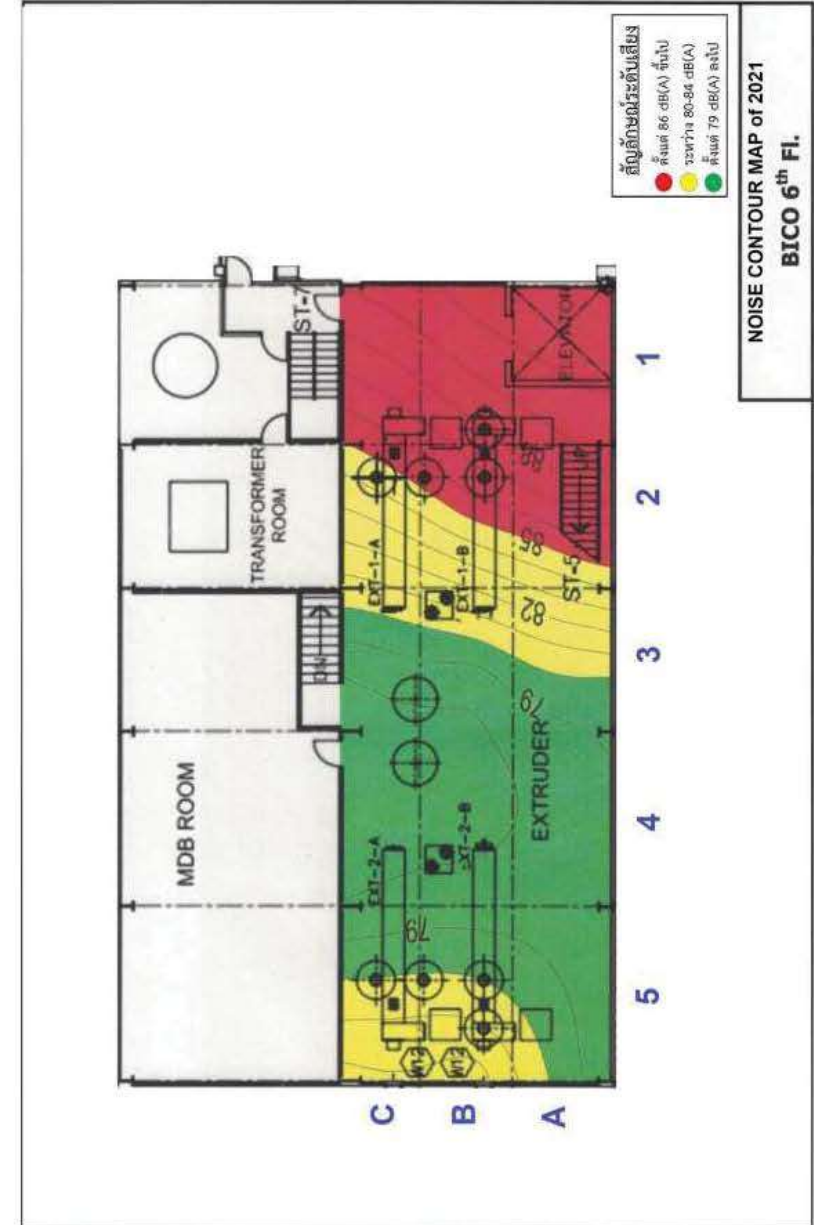 สัญลักษณ์ระดับเสียง
ตั้งแต่ 86 dB(A) ขึ้นไป
ระหว่าง 80-84 dB(A)
ตั้งแต่ 79 dB(A) ลงไป
NOISE CONTOUR MAP of 2021
BICO 6th Fl.
MDB ROOM
TRANSFORMER
ROOM
ST-7
DN
C
B
A
5
4
3
2
1
EXT-2-A
EXT-1-A
EXT-1-B
79
EXTRUDER
79
82
85
ST-5
UP
ELEVATOR